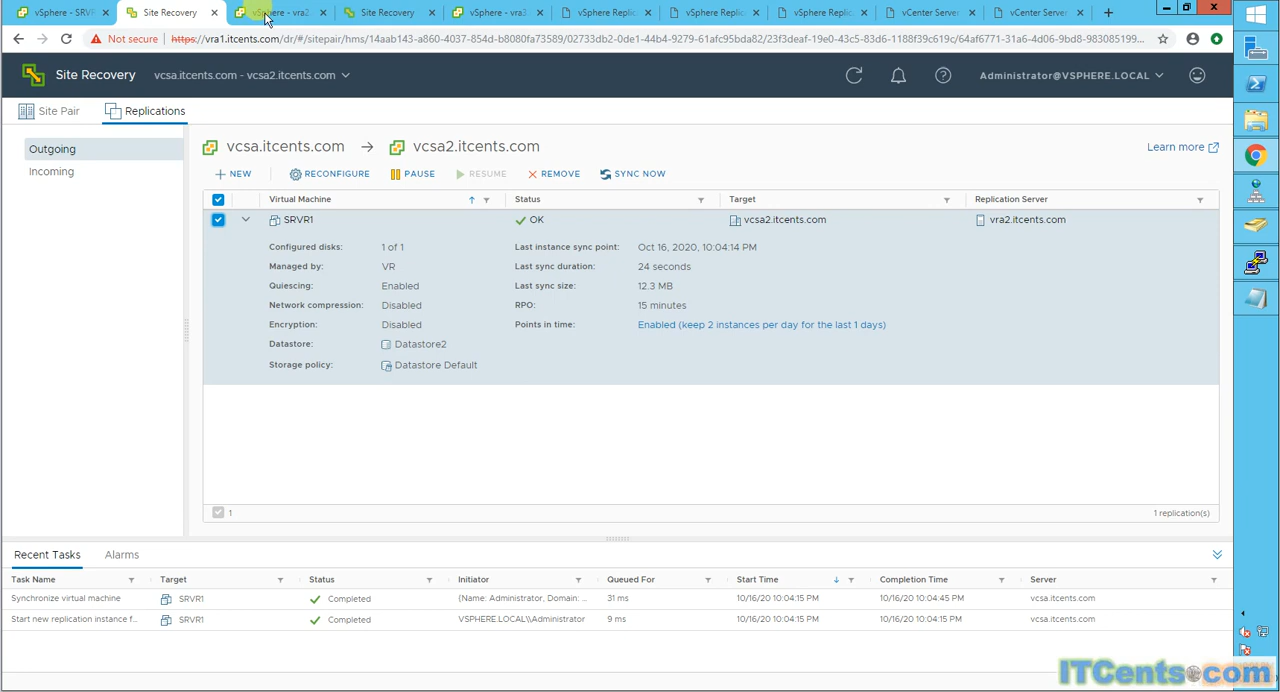 vSphere - SRVR1
Site Recovery
vSphere - vra2
Site Recovery
vSphere - vra3
vSphere Replic
vSphere Replic
vSphere Replic
vCenter Server
vCenter Server
Not secure
https://vra1.itcents.com/dr/#/sitepair/hms/14aab143-a860-4037-854d-b8080fa73589/02733db2-0de1-44b4-9279-61afc95bda82/23f3deaf-19e0-43c5-83d6-1188f39c619c/64af6771-31a6-4d06-9bd8-983085199...
Site Recovery
vcsa.itcents.com - vcsa2.itcents.com
Administrator@VSPHERE.LOCAL
Site Pair
Replications
Outgoing
Incoming
vcsa.itcents.com → vcsa2.itcents.com
Learn more
+ NEW
RECONFIGURE
PAUSE
RESUME
REMOVE
SYNC NOW
Virtual Machine
Status
Target
Replication Server
SRVR1
OK
vcsa2.itcents.com
vra2.itcents.com
Configured disks: 1 of 1
Managed by: VR
Quiescing: Enabled
Network compression: Disabled
Encryption: Disabled
Datastore: Datastore2
Storage policy: Datastore Default
Last instance sync point: Oct 16, 2020, 10:04:14 PM
Last sync duration: 24 seconds
Last sync size: 12.3 MB
RPO: 15 minutes
Points in time: Enabled (keep 2 instances per day for the last 1 days)
1
1 replication(s)
Recent Tasks
Alarms
Task Name
Target
Status
Initiator
Queued For
Start Time
Completion Time
Server
Synchronize virtual machine
SRVR1
Completed
{Name: Administrator, Domain: ...
31 ms
10/16/20 10:04:15 PM
10/16/20 10:04:45 PM
vcsa.itcents.com
Start new replication instance f...
SRVR1
Completed
VSPHERE.LOCAL\\Administrator
9 ms
10/16/20 10:04:15 PM
10/16/20 10:04:15 PM
vcsa.itcents.com
ITCents.com